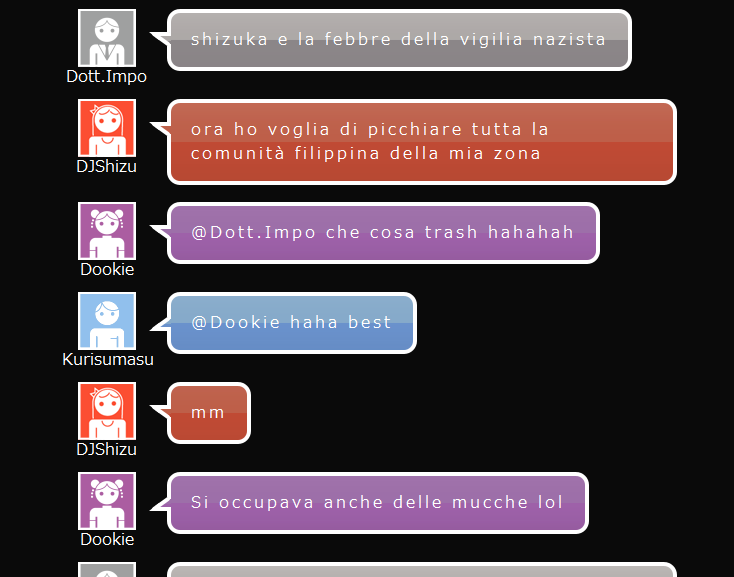 shizuka e la febbre della vigilia nazista
Dott.Impo
ora ho voglia di picchiare tutta la
comunità filippina della mia zona
DJShizu
@Dott.Impo che cosa trash hahahah
Dookie
@Dookie haha best
Kurisumasu
mm
DJShizu
Si occupava anche delle mucche lol
Dookie